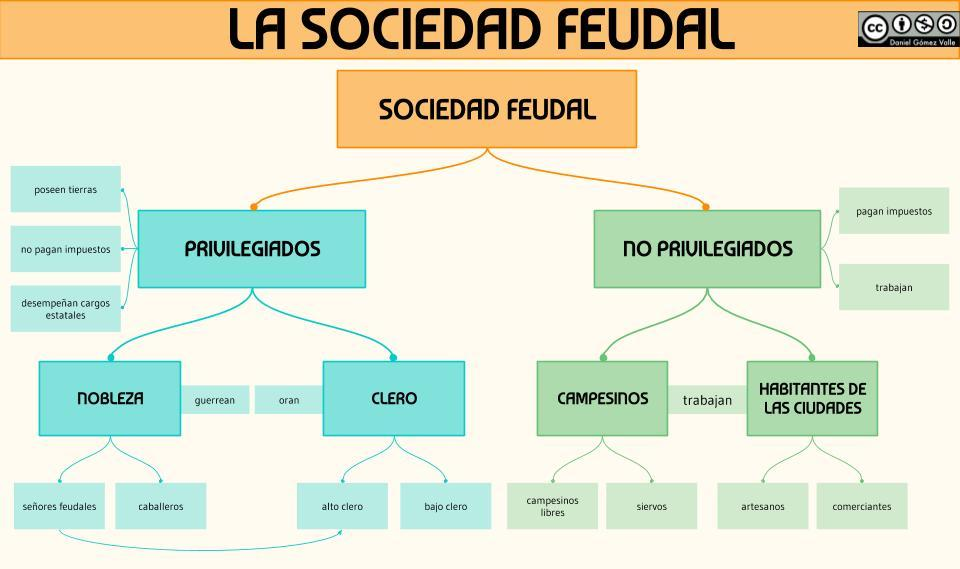 LA SOCIEDAD FEUDAL
cc
Daniel Gómez Valle
SOCIEDAD FEUDAL
poseen tierras
no pagan impuestos
desempeñan cargos
estatales
PRIVILEGIADOS
NO PRIVILEGIADOS
pagan impuestos
trabajan
NOBLEZA
guerrean
oran
CLERO
CAMPESINOS
trabajan
HABITANTES DE
LAS CIUDADES
señores feudales
caballeros
alto clero
bajo clero
campesinos
libres
siervos
artesanos
comerciantes